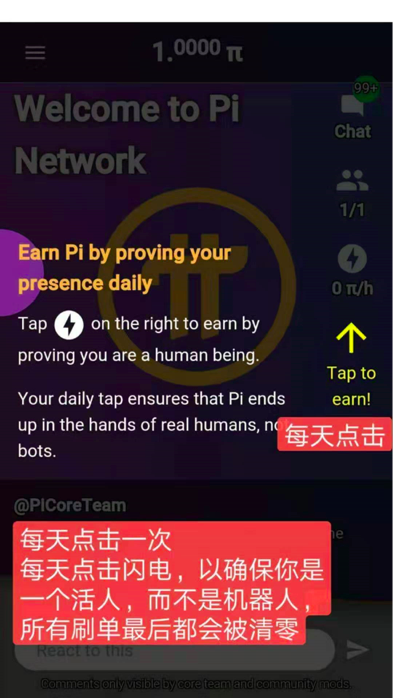 1.0000 π
99+
Chat
Welcome to Pi
Network
1/1
0 π/h
Earn Pi by proving your
presence daily
Tap on the right to earn by
proving you are a human being.
Tap to
earn!
Your daily tap ensures that Pi ends
up in the hands of real humans,
bots.
每天点击
@PiCoreTeam
每天点击一次
每天点击闪电，以确保你是
一个活人，而不是机器人，
所有刷单最后都会被清零
React to this
Comments only visible by core team and community mods.